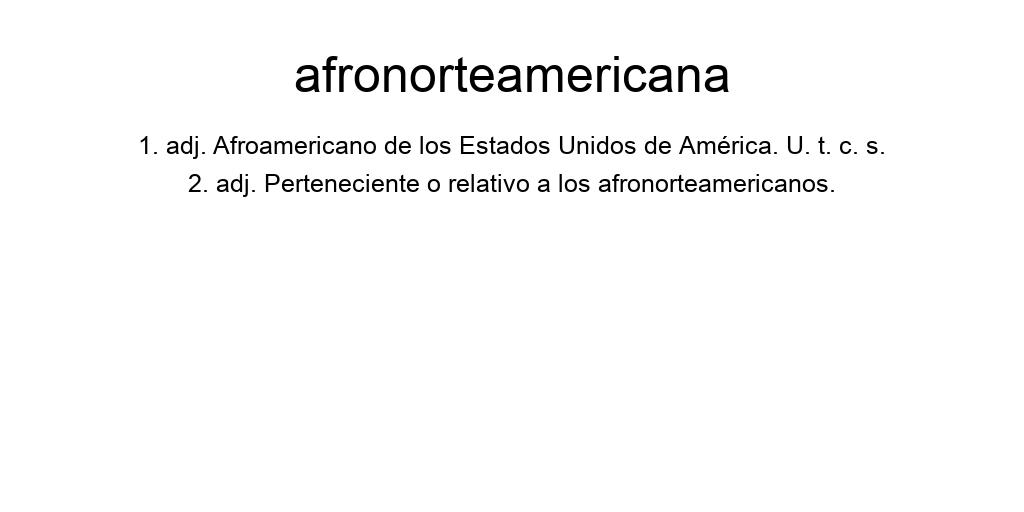 afronorteamericana
1. adj. Afroamericano de los Estados Unidos de América. U. t. c. s.
2. adj. Perteneciente o relativo a los afronorteamericanos.